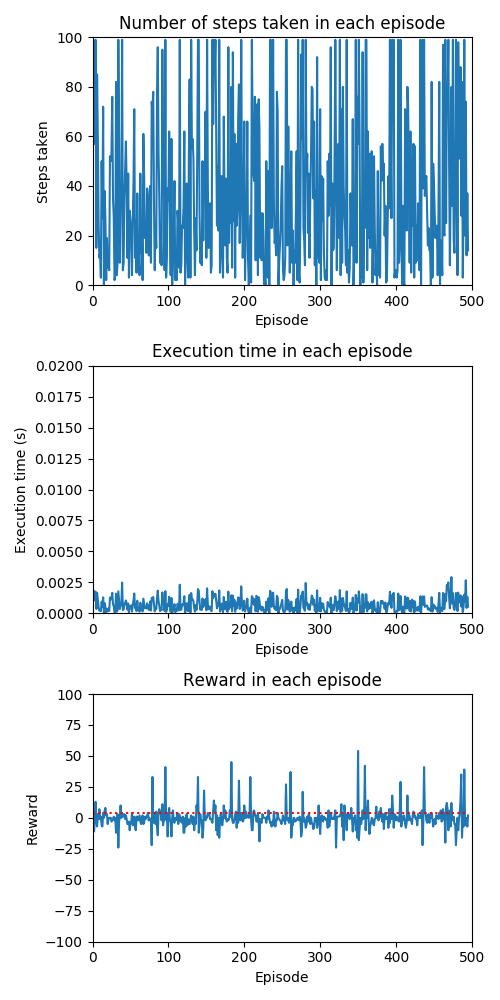 Number of steps taken in each episode
100
80
60
40
20
0
Steps taken
0 100 200 300 400 500
Episode
Execution time in each episode
0.0200
0.0175
0.0150
0.0125
0.0100
0.0075
0.0050
0.0025
0.0000
Execution time (s)
0 100 200 300 400 500
Episode
Reward in each episode
100
75
50
25
0
−25
−50
−75
−100
Reward
0 100 200 300 400 500
Episode